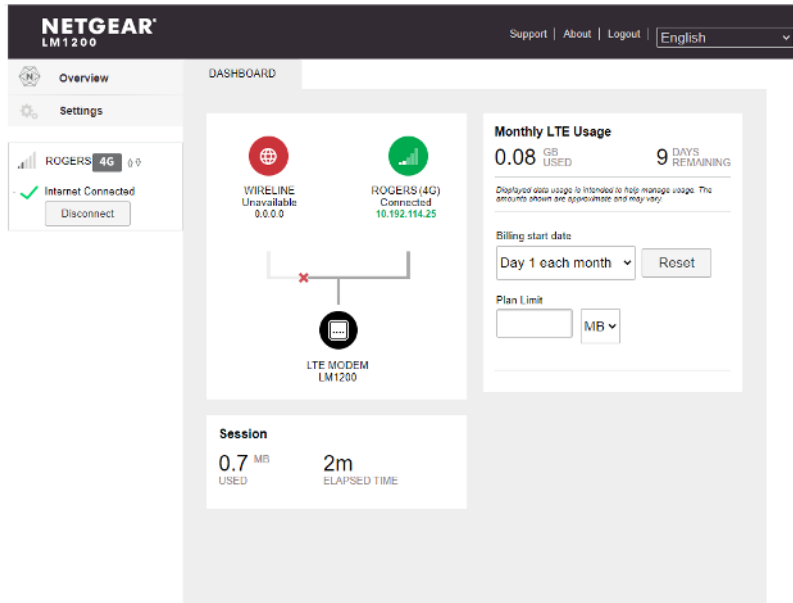 NETGEAR
LM1200
Support | About | Logout | English
Overview
Settings
ROGERS 4G
Internet Connected
Disconnect
DASHBOARD
WIRELINE
Unavailable
0.0.0.0
ROGERS (4G)
Connected
10.192.114.25
LTE MODEM
LM1200
Monthly LTE Usage
0.08 GB USED
9 DAYS REMAINING
Displayed data usage is intended to help manage usage. The
amounts shown are approximate and may vary.
Billing start date
Day 1 each month
Reset
Plan Limit
MB
Session
0.7 MB
USED
2m
ELAPSED TIME